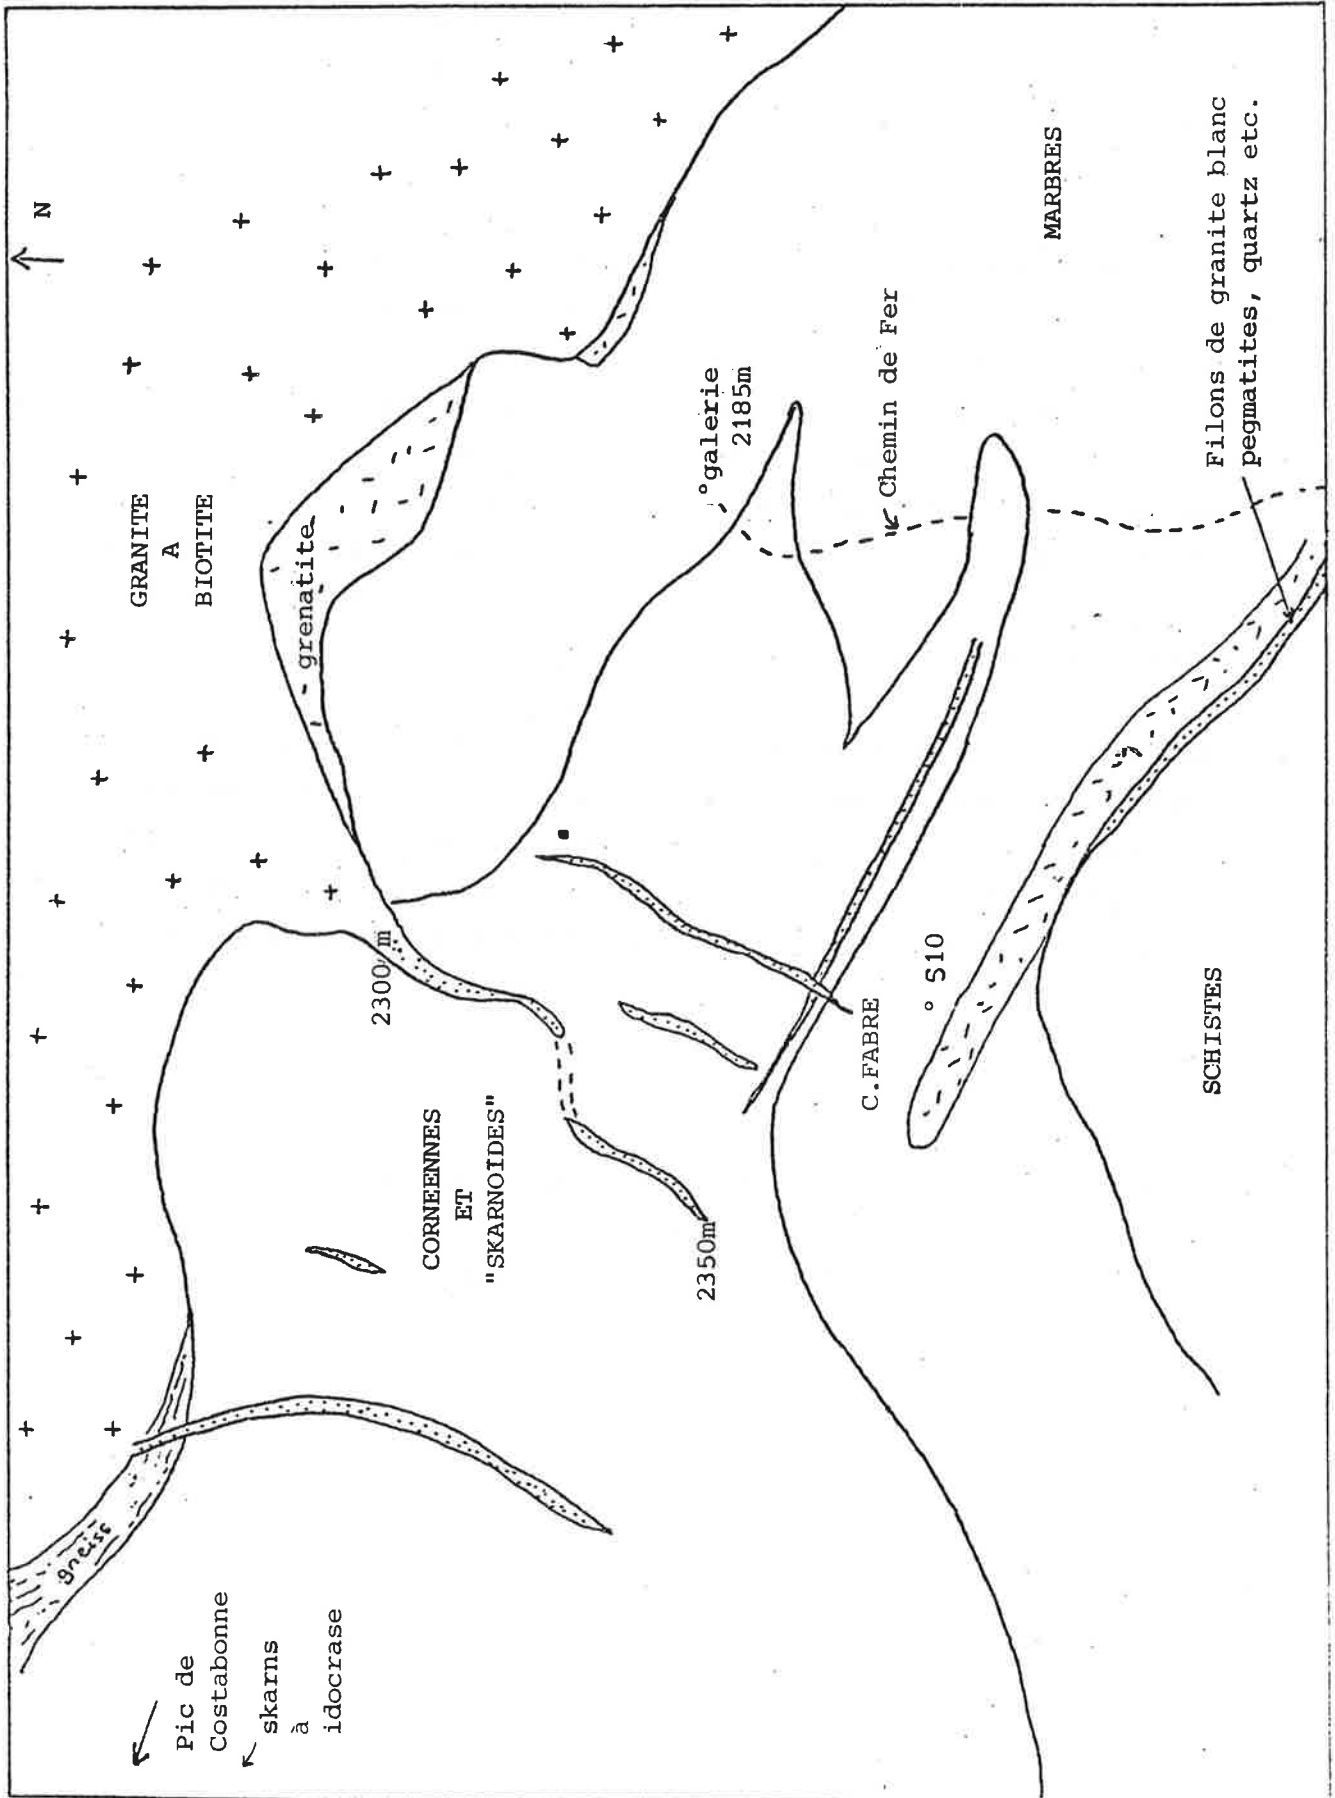 N
GRANITE
A
BIOTITE
grenatite
gneiss
Pic de
Costabonne
skarns
à
idocrase
2300 m
CORNEENNES
ET
"SKARNOIDES"
2350m
°galerie
2185m
Chemin de Fer
MARBRES
C.FABRE
° S10
SCHISTES
Filons de granite blanc
pegmatites, quartz etc.